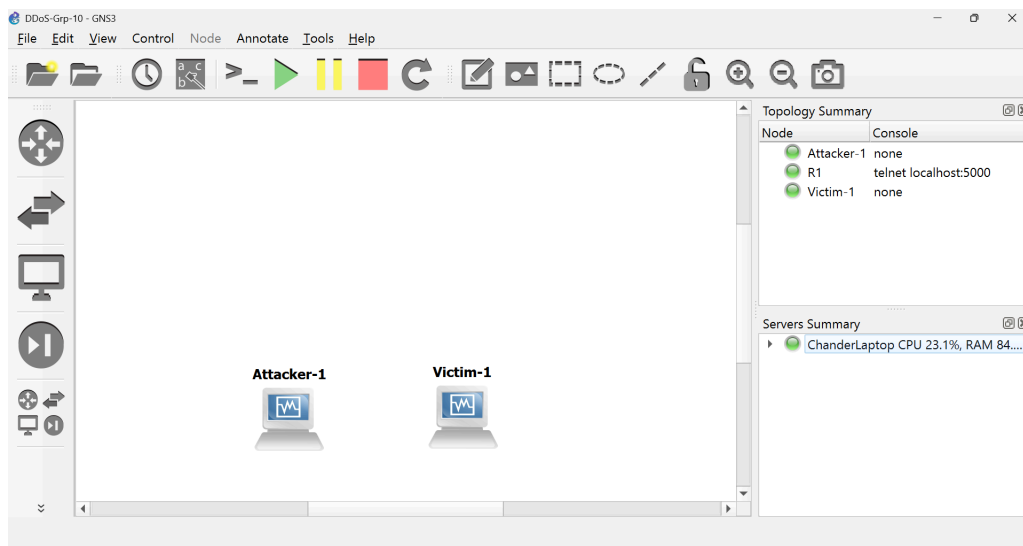 DDoS-Grp-10 - GNS3
File Edit View Control Node Annotate Tools Help
Topology Summary
Node Console
Attacker-1 none
R1 telnet localhost:5000
Victim-1 none
Servers Summary
ChanderLaptop CPU 23.1%, RAM 84....
Attacker-1
Victim-1